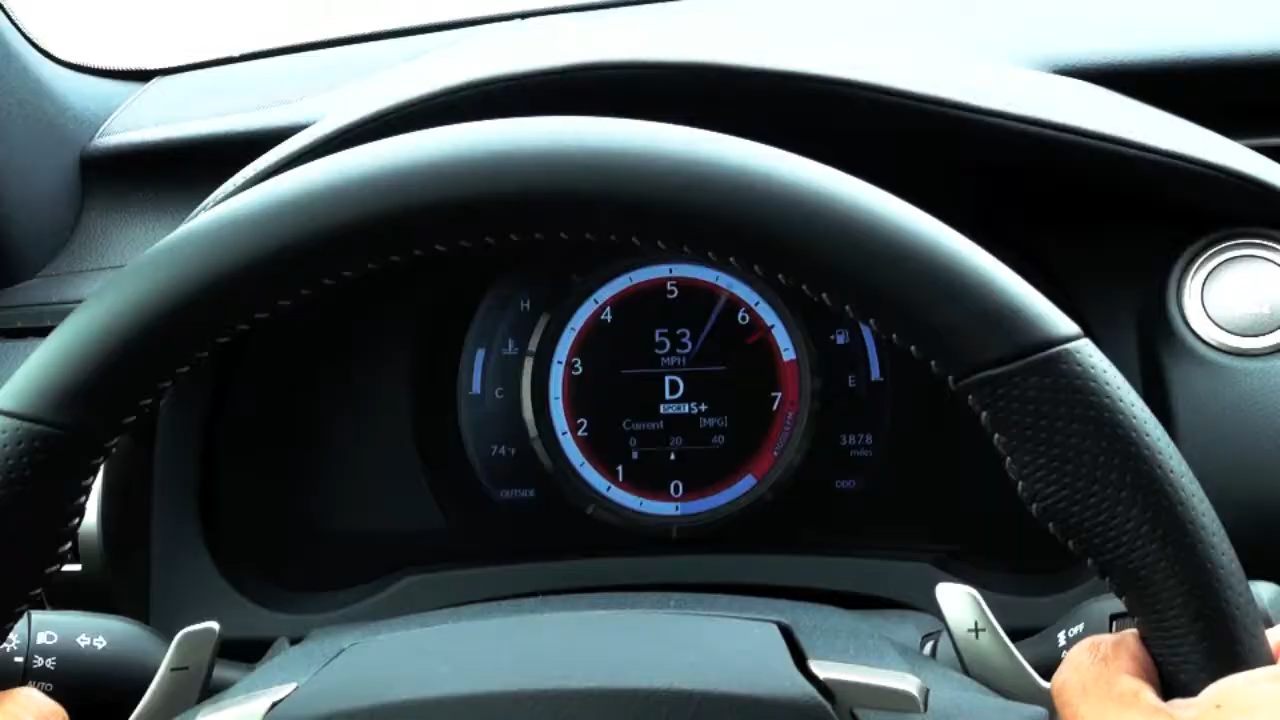 H
C
74°F
OUTSIDE
5
4
6
3
2
7
1
0
53
MPH
D
SPORT S+
Current [MPG]
0 20 40
E
3878
miles
ODO
−
+
AUTO
OFF